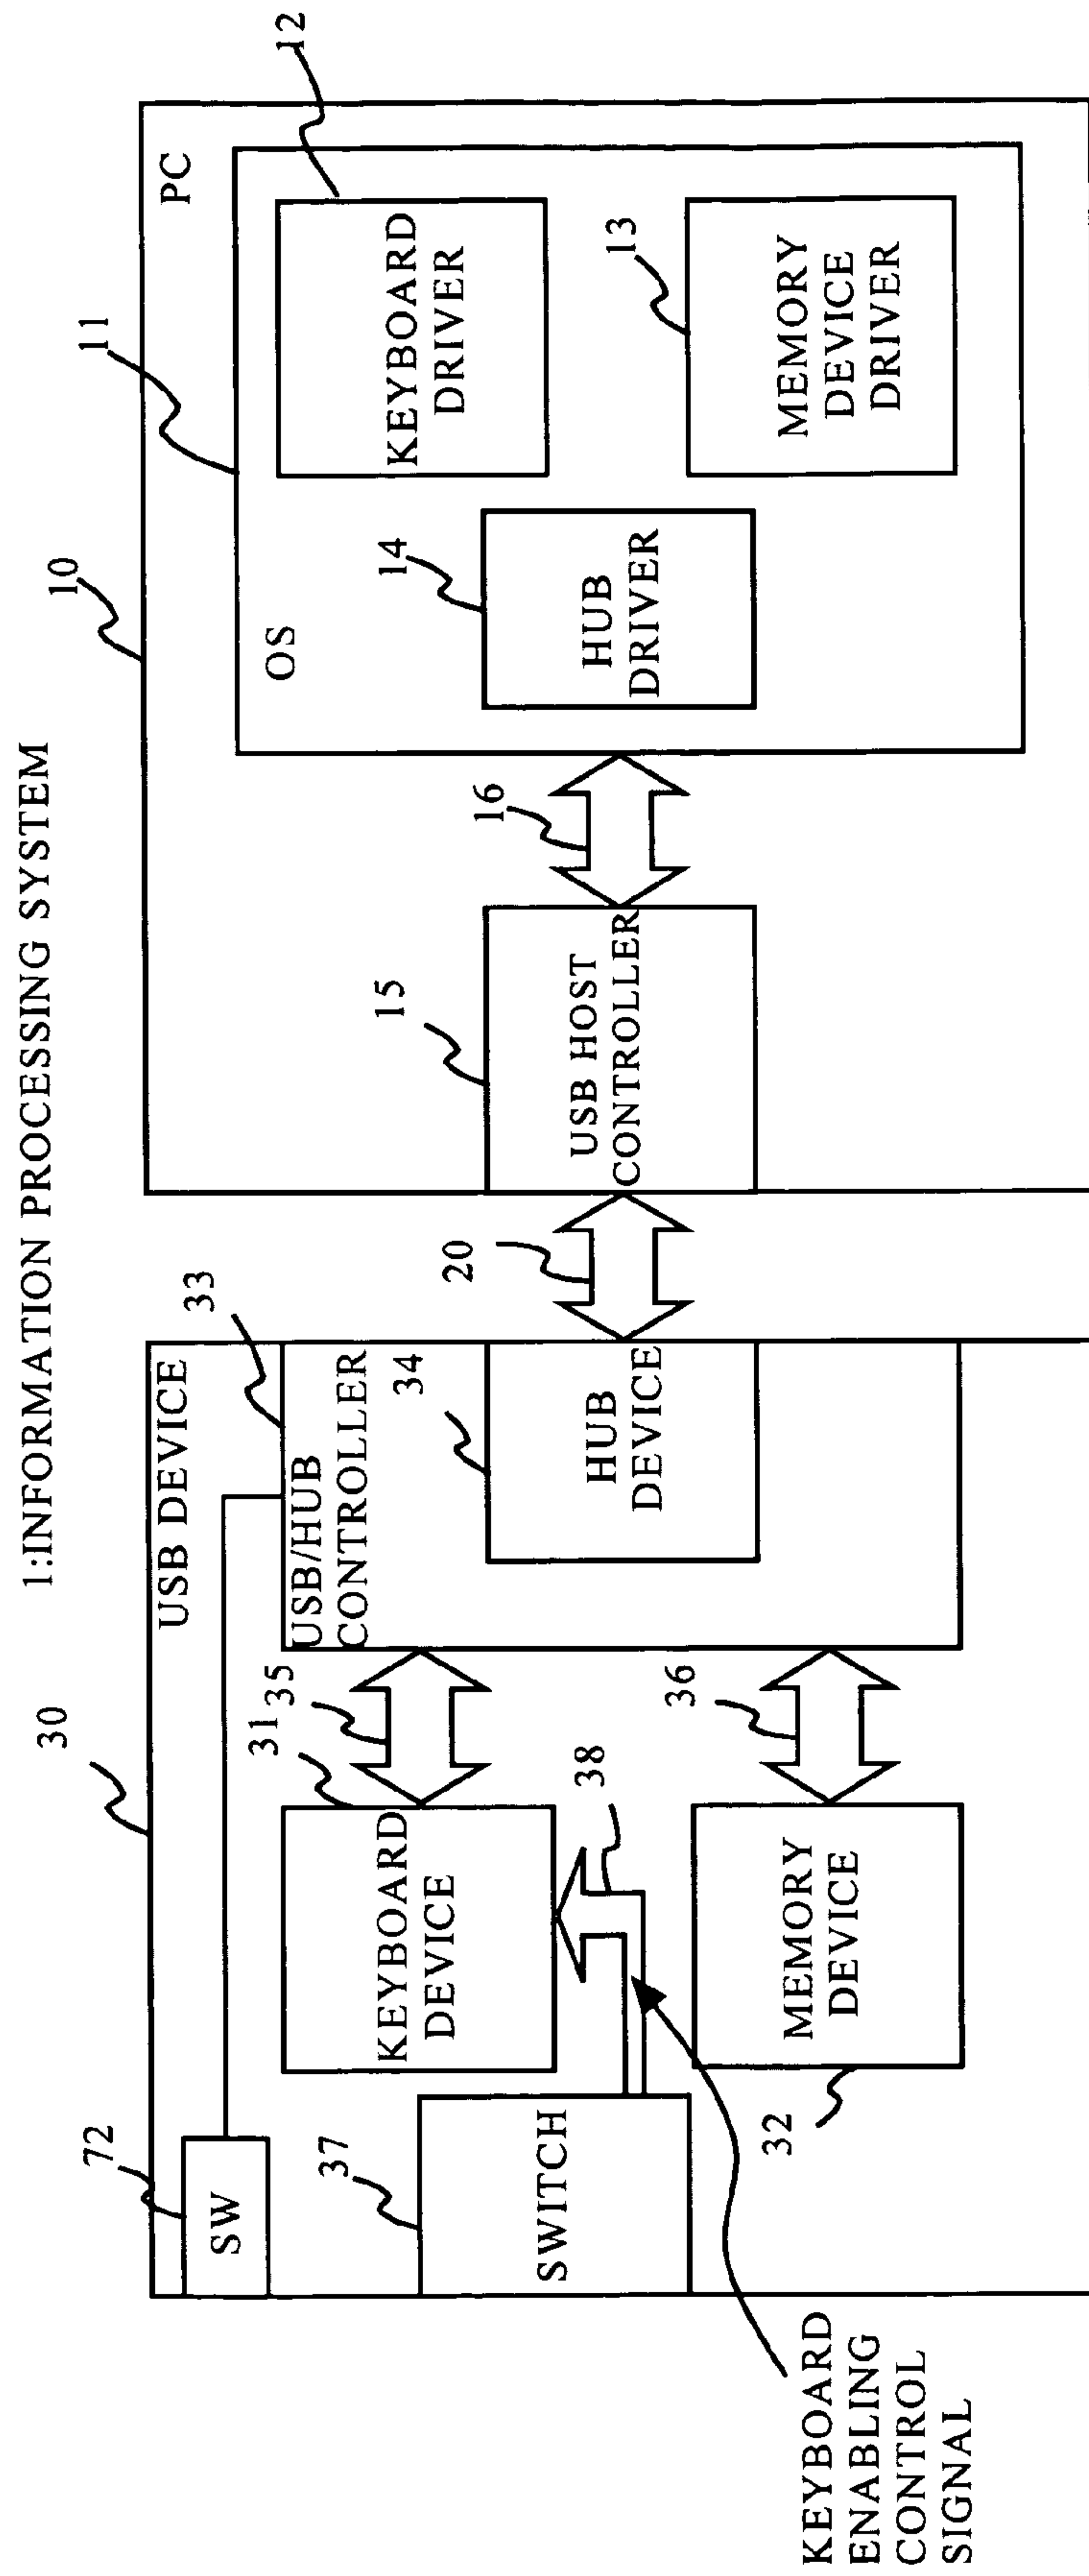 1:INFORMATION PROCESSING SYSTEM
30
USB DEVICE
72
SW
33
USB/HUB
CONTROLLER
34
HUB
DEVICE
31
35
KEYBOARD
DEVICE
37
SWITCH
38
36
32
MEMORY
DEVICE
KEYBOARD
ENABLING
CONTROL
SIGNAL
20
10
PC
15
USB HOST
CONTROLLER
16
11
OS
14
HUB
DRIVER
12
KEYBOARD
DRIVER
13
MEMORY
DEVICE
DRIVER